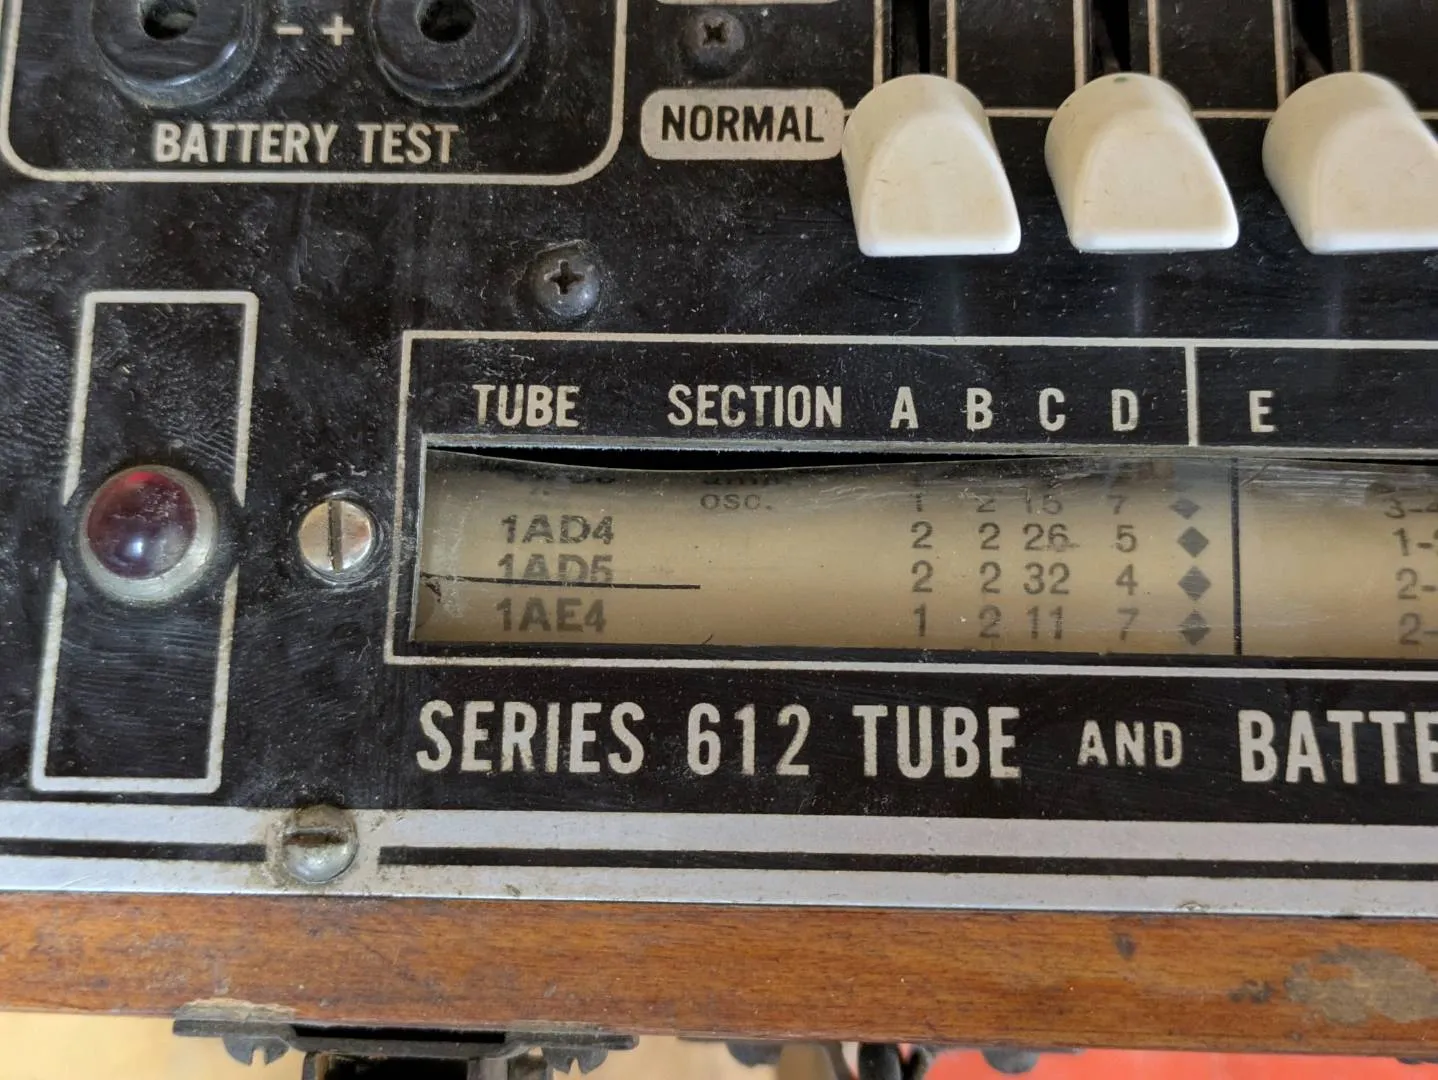 - +
BATTERY TEST
NORMAL
TUBE SECTION A B C D E
OSC. 1 2 15 7
1AD4 2 2 26 5 ◆
1AD5 2 2 32 4 ◆
1AE4 1 2 11 7 ◆
SERIES 612 TUBE AND BATTE